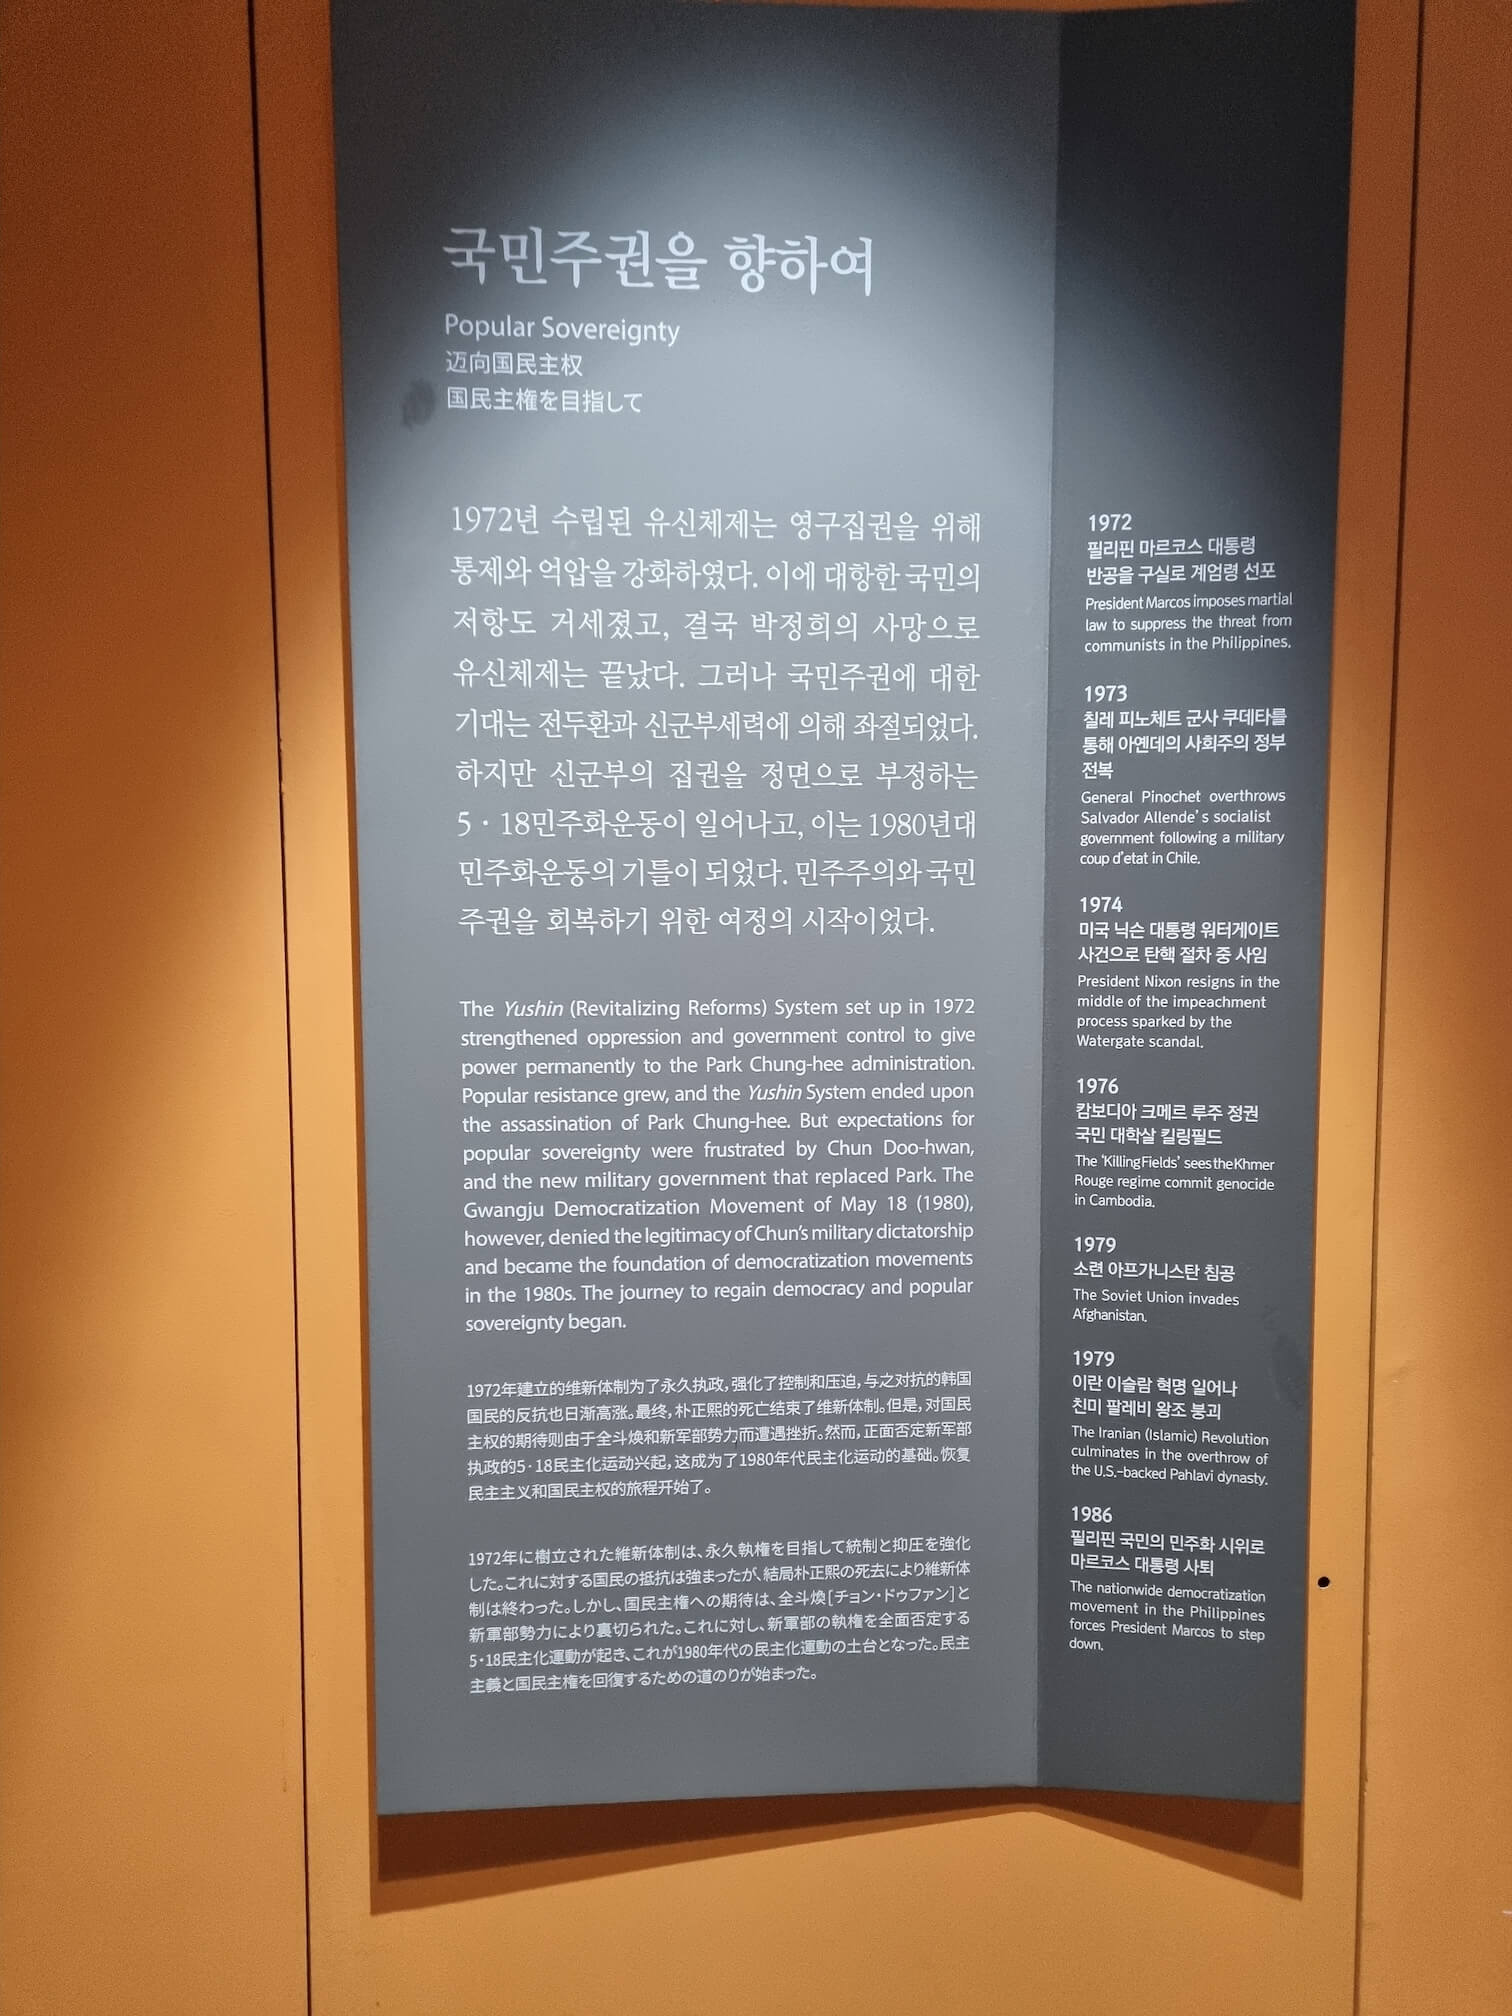 국민주권을 향하여
Popular Sovereignty
迈向国民主权
国民主権を目指して
1972년 수립된 유신체제는 영구집권을 위해
통제와 억압을 강화하였다. 이에 대항한 국민의
저항도 거세졌고, 결국 박정희의 사망으로
유신체제는 끝났다. 그러나 국민주권에 대한
기대는 전두환과 신군부세력에 의해 좌절되었다.
하지만 신군부의 집권을 정면으로 부정하는
5·18민주화운동이 일어나고, 이는 1980년대
민주화운동의 기틀이 되었다. 민주주의와 국민
주권을 회복하기 위한 여정의 시작이었다.
The Yushin (Revitalizing Reforms) System set up in 1972
strengthened oppression and government control to give
power permanently to the Park Chung-hee administration.
Popular resistance grew, and the Yushin System ended upon
the assassination of Park Chung-hee. But expectations for
popular sovereignty were frustrated by Chun Doo-hwan,
and the new military government that replaced Park. The
Gwangju Democratization Movement of May 18 (1980),
however, denied the legitimacy of Chun's military dictatorship
and became the foundation of democratization movements
in the 1980s. The journey to regain democracy and popular
sovereignty began.
1972年建立的维新体制为了永久执政,强化了控制和压迫,与之对抗的韩国
国民的反抗也日渐高涨。最终,朴正熙的死亡结束了维新体制。但是,对国民
主权的期待则由于全斗焕和新军部势力而遭遇挫折。然而,正面否定新军部
执政的5·18民主化运动兴起,这成为了1980年代民主化运动的基础。恢复
民主主义和国民主权的旅程开始了。
1972年に樹立された維新体制は、永久執権を目指して統制と抑圧を強化
した。これに対する国民の抵抗は強まったが、結局朴正熙の死去により維新体
制は終わった。しかし、国民主権への期待は、全斗煥[チョン・ドゥファン]と
新軍部勢力により裏切られた。これに対し、新軍部の執権を全面否定する
5・18民主化運動が起き、これが1980年代の民主化運動の土台となった。民主
主義と国民主権を回復するための道のりが始まった。
1972
필리핀 마르코스 대통령
반공을 구실로 계엄령 선포
President Marcos imposes martial
law to suppress the threat from
communists in the Philippines.
1973
칠레 피노체트 군사 쿠데타를
통해 아옌데의 사회주의 정부
전복
General Pinochet overthrows
Salvador Allende's socialist
government following a military
coup d'etat in Chile.
1974
미국 닉슨 대통령 워터게이트
사건으로 탄핵 절차 중 사임
President Nixon resigns in the
middle of the impeachment
process sparked by the
Watergate scandal.
1976
캄보디아 크메르 루주 정권
국민 대학살 킬링필드
The 'Killing Fields' sees the Khmer
Rouge regime commit genocide
in Cambodia.
1979
소련 아프가니스탄 침공
The Soviet Union invades
Afghanistan.
1979
이란 이슬람 혁명 일어나
친미 팔레비 왕조 붕괴
The Iranian (Islamic) Revolution
culminates in the overthrow of
the U.S.-backed Pahlavi dynasty.
1986
필리핀 국민의 민주화 시위로
마르코스 대통령 사퇴
The nationwide democratization
movement in the Philippines
forces President Marcos to step
down.